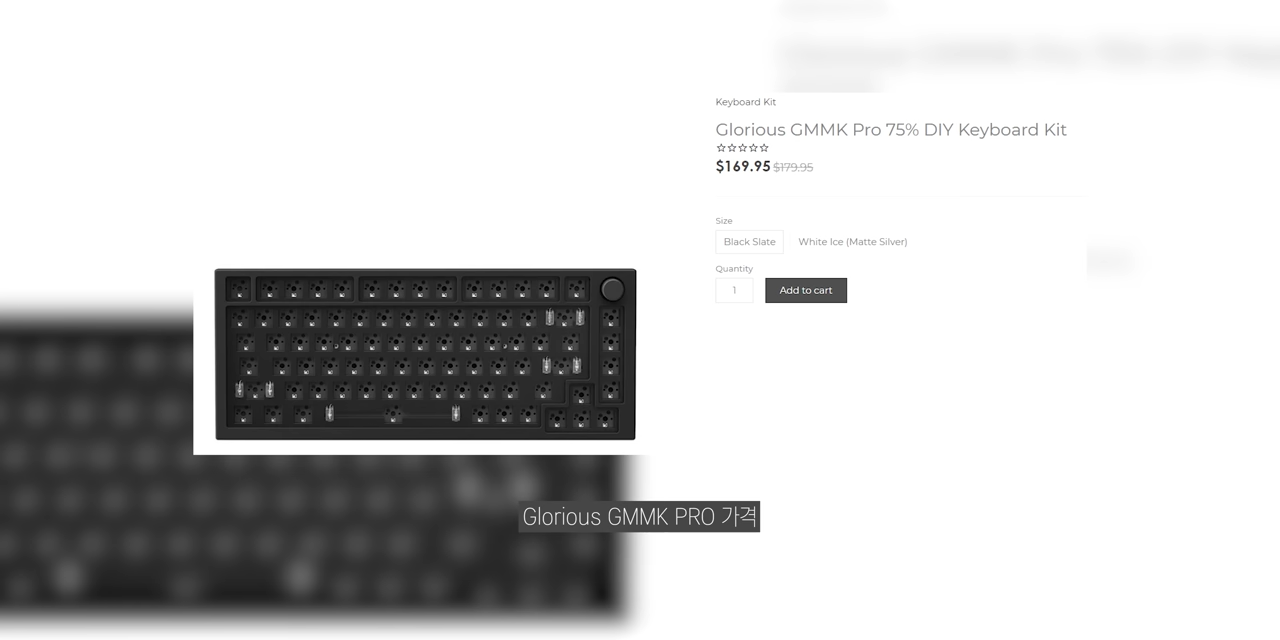 Keyboard Kit
Glorious GMMK Pro 75% DIY Keyboard Kit
$169.95 $179.95
Size
Black Slate White Ice (Matte Silver)
Quantity
1 Add to cart
Glorious GMMK PRO 가격